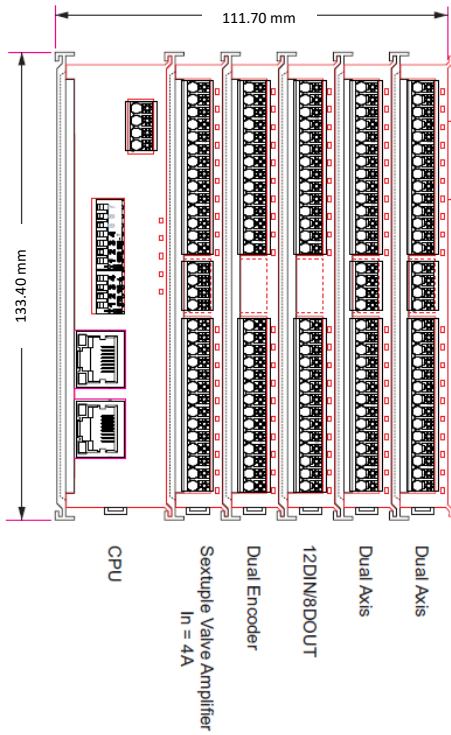 111.70 mm
133.40 mm
CPU
Sextuple Valve Amplifier
In = 4A
Dual Encoder
12DIN/8DOUT
Dual Axis
Dual Axis